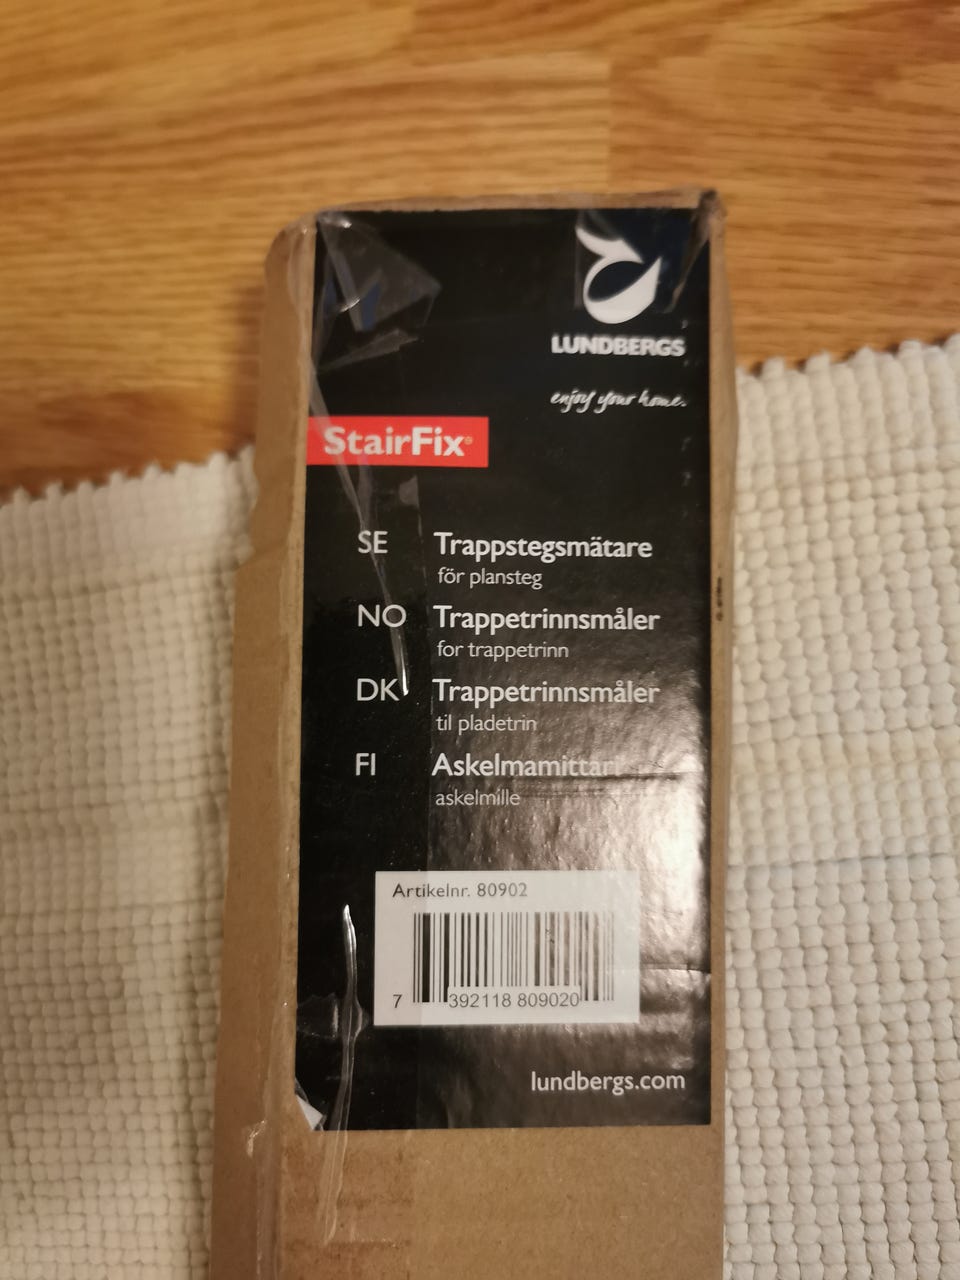 LUNDBERGS
enjoy your home.
StairFix®
SE Trappstegsmätare
för plansteg
NO Trappetrinnsmåler
for trappetrinn
DK Trappetrinnsmåler
til pladetrin
FI Askelmamittari
askelmille
Artikelnr. 80902
7 392118 809020
lundbergs.com